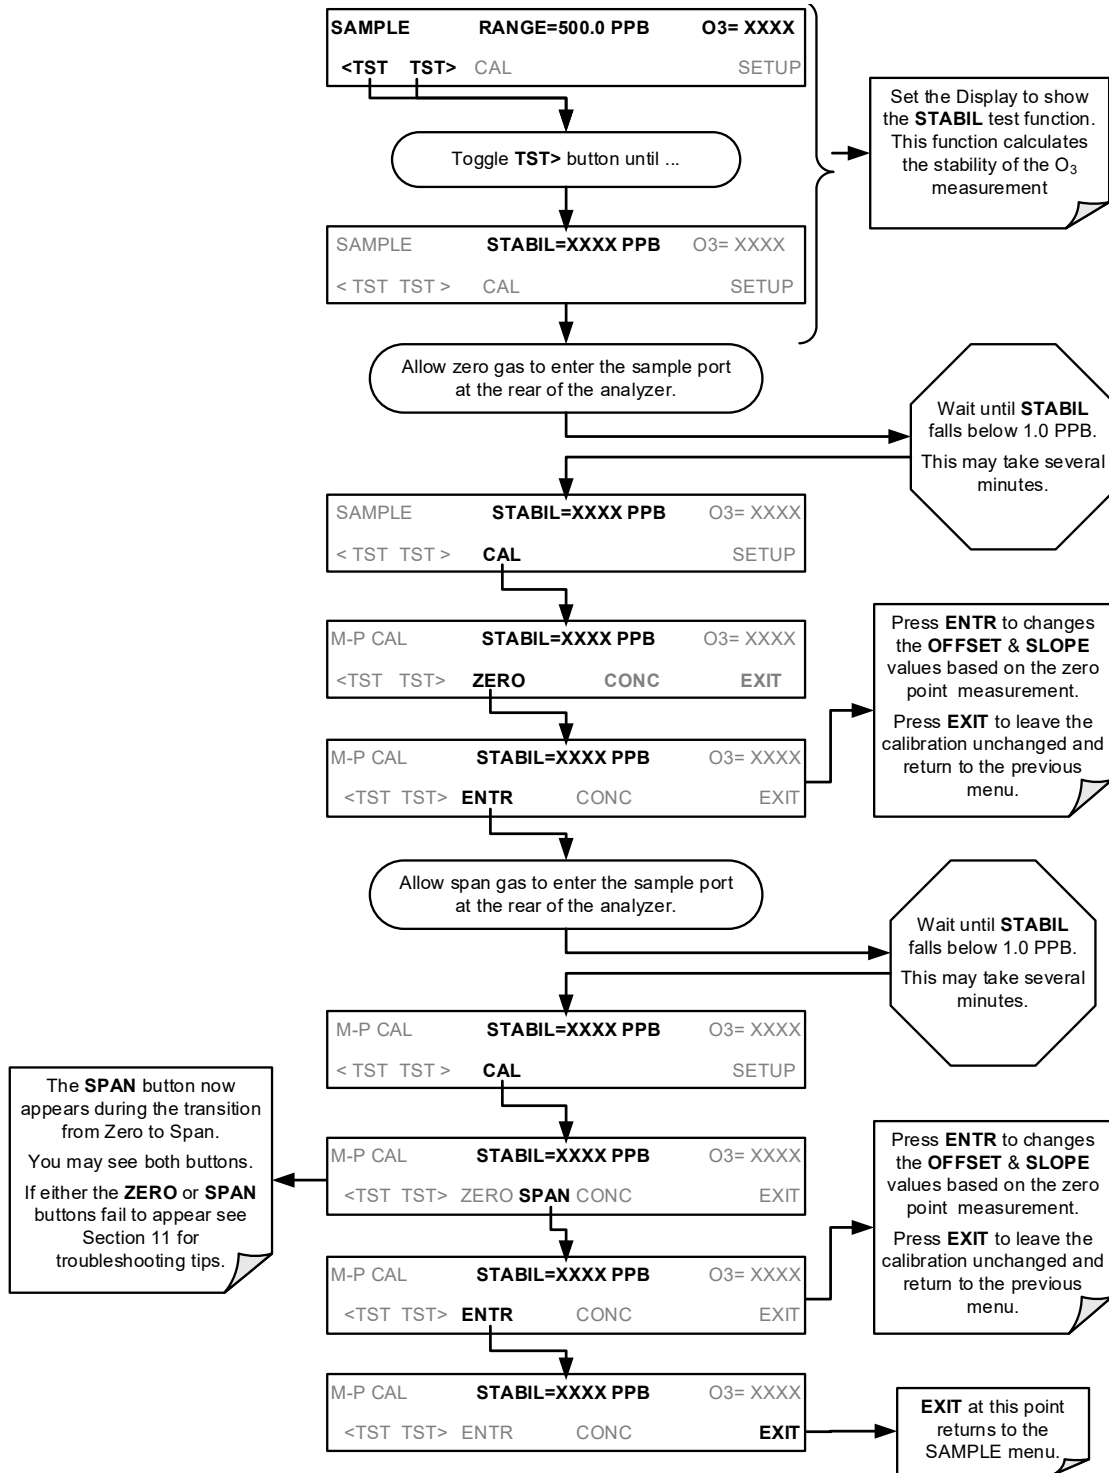 SAMPLE RANGE=500.0 PPB O3= XXXX
<TST TST> CAL SETUP
Set the Display to show
the STABIL test function.
This function calculates
the stability of the O3
measurement
Toggle TST> button until ...
SAMPLE STABIL=XXXX PPB O3= XXXX
< TST TST > CAL SETUP
Allow zero gas to enter the sample port
at the rear of the analyzer.
Wait until STABIL
falls below 1.0 PPB.
This may take several
minutes.
SAMPLE STABIL=XXXX PPB O3= XXXX
< TST TST > CAL SETUP
M-P CAL STABIL=XXXX PPB O3= XXXX
<TST TST> ZERO CONC EXIT
Press ENTR to changes
the OFFSET & SLOPE
values based on the zero
point measurement.
Press EXIT to leave the
calibration unchanged and
return to the previous
menu.
M-P CAL STABIL=XXXX PPB O3= XXXX
<TST TST> ENTR CONC EXIT
Allow span gas to enter the sample port
at the rear of the analyzer.
Wait until STABIL
falls below 1.0 PPB.
This may take several
minutes.
M-P CAL STABIL=XXXX PPB O3= XXXX
< TST TST > CAL SETUP
The SPAN button now
appears during the transition
from Zero to Span.
You may see both buttons.
If either the ZERO or SPAN
buttons fail to appear see
Section 11 for
troubleshooting tips.
M-P CAL STABIL=XXXX PPB O3= XXXX
<TST TST> ZERO SPAN CONC EXIT
Press ENTR to changes
the OFFSET & SLOPE
values based on the zero
point measurement.
Press EXIT to leave the
calibration unchanged and
return to the previous
menu.
M-P CAL STABIL=XXXX PPB O3= XXXX
<TST TST> ENTR CONC EXIT
M-P CAL STABIL=XXXX PPB O3= XXXX
<TST TST> ENTR CONC EXIT
EXIT at this point
returns to the
SAMPLE menu.